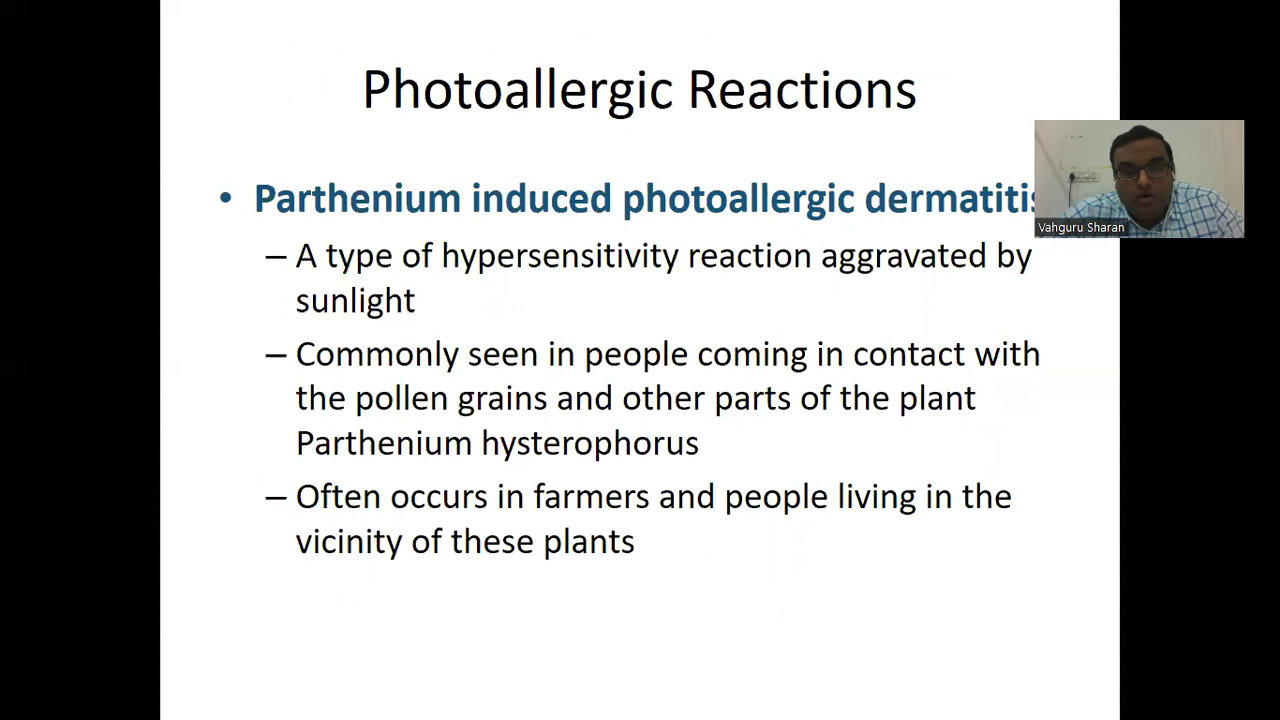 Photoallergic Reactions
• Parthenium induced photoallergic dermatitis
– A type of hypersensitivity reaction aggravated by
sunlight
– Commonly seen in people coming in contact with
the pollen grains and other parts of the plant
Parthenium hysterophorus
– Often occurs in farmers and people living in the
vicinity of these plants
Vahguru Sharan